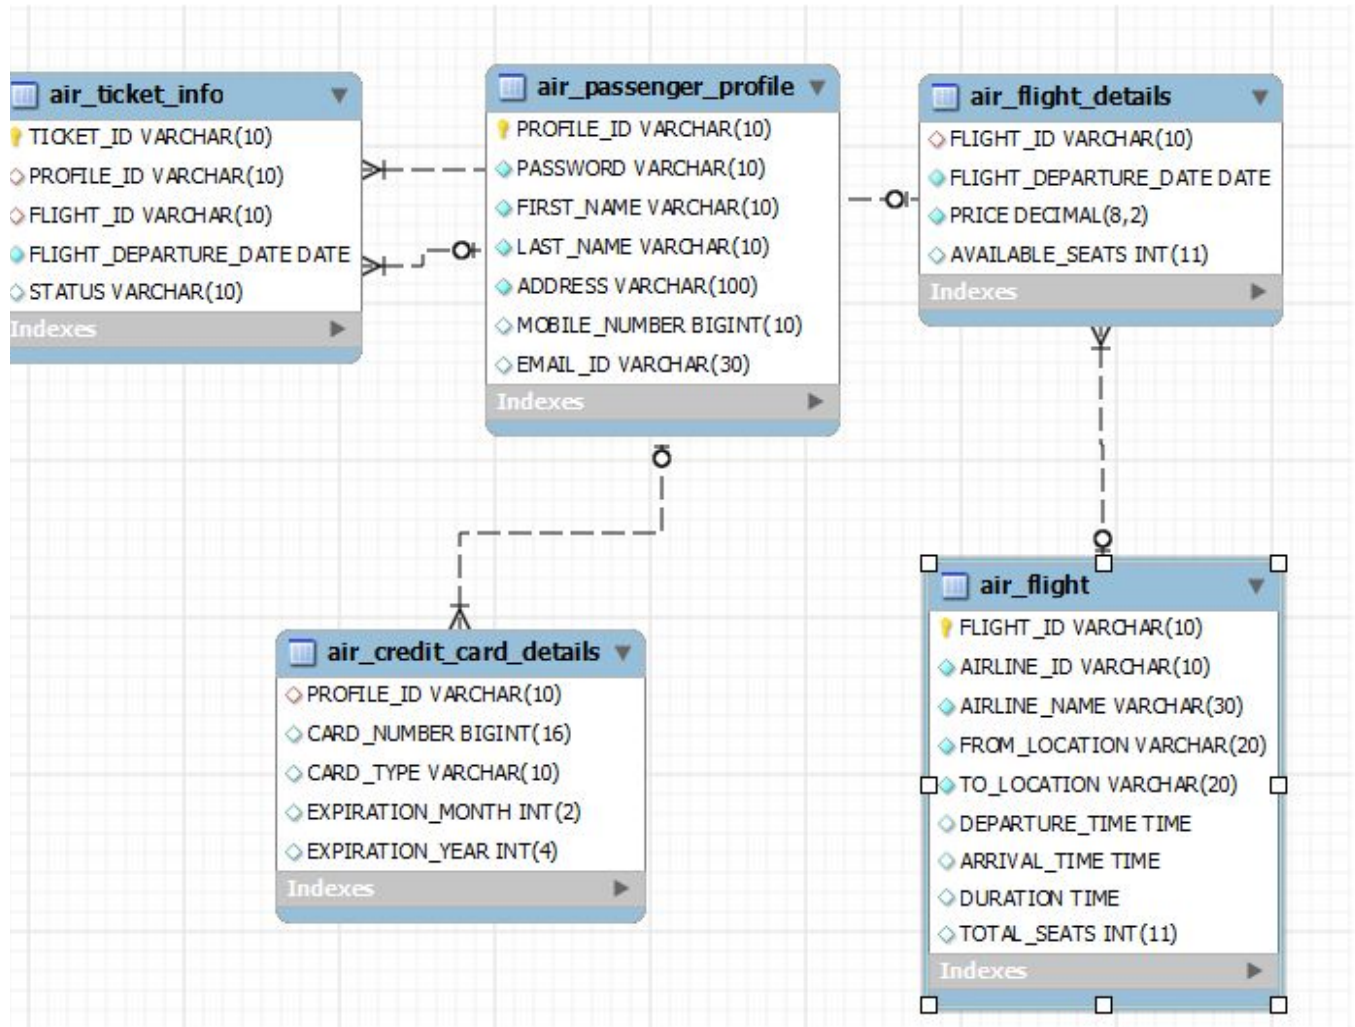 air_ticket_info
TICKET_ID VARCHAR(10)
PROFILE_ID VARCHAR(10)
FLIGHT_ID VARCHAR(10)
FLIGHT_DEPARTURE_DATE DATE
STATUS VARCHAR(10)
Indexes
air_passenger_profile
PROFILE_ID VARCHAR(10)
PASSWORD VARCHAR(10)
FIRST_NAME VARCHAR(10)
LAST_NAME VARCHAR(10)
ADDRESS VARCHAR(100)
MOBILE_NUMBER BIGINT(10)
EMAIL_ID VARCHAR(30)
Indexes
air_flight_details
FLIGHT_ID VARCHAR(10)
FLIGHT_DEPARTURE_DATE DATE
PRICE DECIMAL(8,2)
AVAILABLE_SEATS INT(11)
Indexes
air_credit_card_details
PROFILE_ID VARCHAR(10)
CARD_NUMBER BIGINT(16)
CARD_TYPE VARCHAR(10)
EXPIRATION_MONTH INT(2)
EXPIRATION_YEAR INT(4)
Indexes
air_flight
FLIGHT_ID VARCHAR(10)
AIRLINE_ID VARCHAR(10)
AIRLINE_NAME VARCHAR(30)
FROM_LOCATION VARCHAR(20)
TO_LOCATION VARCHAR(20)
DEPARTURE_TIME TIME
ARRIVAL_TIME TIME
DURATION TIME
TOTAL_SEATS INT(11)
Indexes